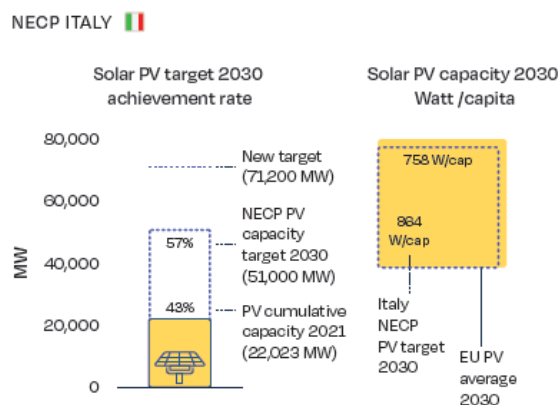 NECP ITALY
Solar PV target 2030
achievement rate
80,000
60,000
40,000
20,000
0
MW
57%
43%
New target
(71,200 MW)
NECP PV
capacity
target 2030
(51,000 MW)
PV cumulative
capacity 2021
(22,023 MW)
Solar PV capacity 2030
Watt /capita
758 W/cap
864
W/cap
Italy
NECP
PV target
2030
EU PV
average
2030